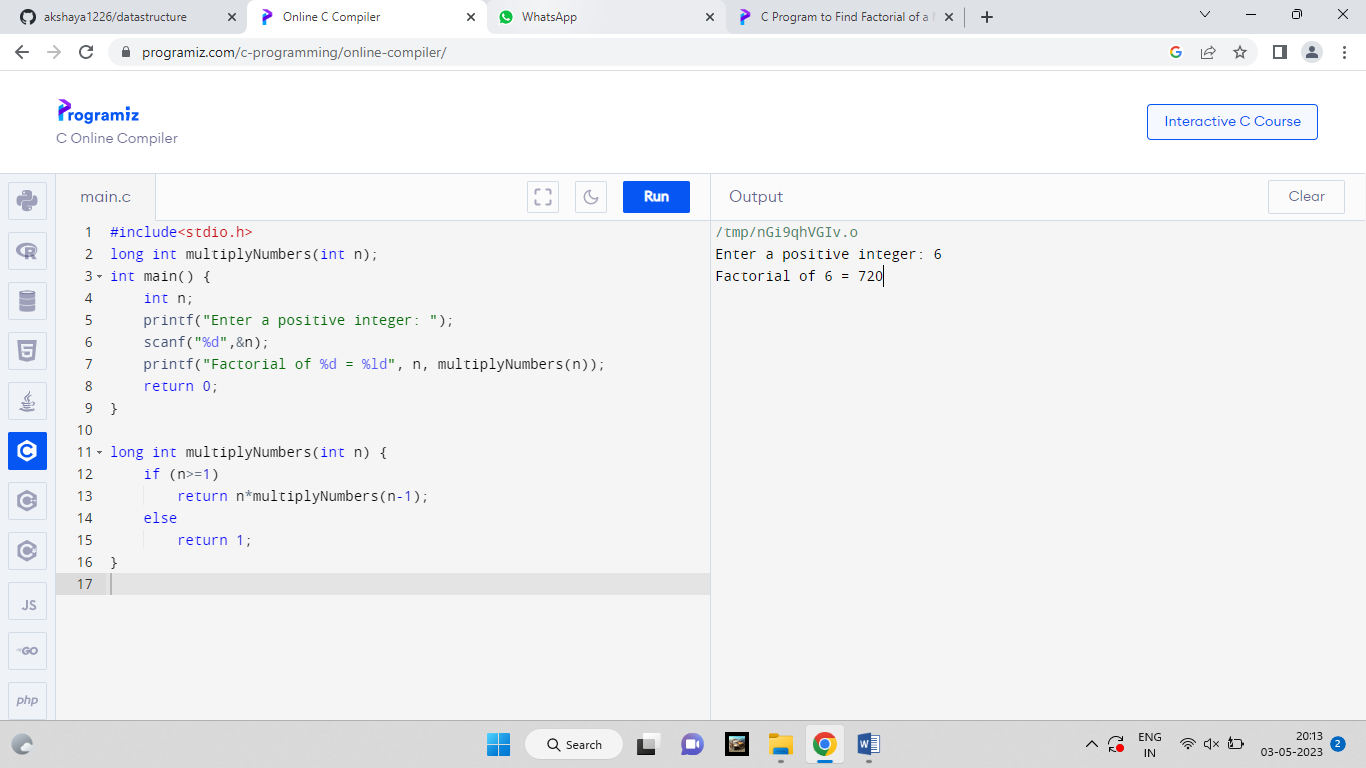 akshaya1226/datastructure
Online C Compiler
WhatsApp
C Program to Find Factorial of a
programiz.com/c-programming/online-compiler/
Programiz
C Online Compiler
Interactive C Course
main.c
Run
Output
Clear
1 #include<stdio.h>
2 long int multiplyNumbers(int n);
3 int main() {
4 int n;
5 printf("Enter a positive integer: ");
6 scanf("%d",&n);
7 printf("Factorial of %d = %ld", n, multiplyNumbers(n));
8 return 0;
9 }
10
11 long int multiplyNumbers(int n) {
12 if (n>=1)
13 return n*multiplyNumbers(n-1);
14 else
15 return 1;
16 }
17
/tmp/nGi9qhVGIv.o
Enter a positive integer: 6
Factorial of 6 = 720
JS
GO
php
Search
ENG
IN
20:13
03-05-2023
2